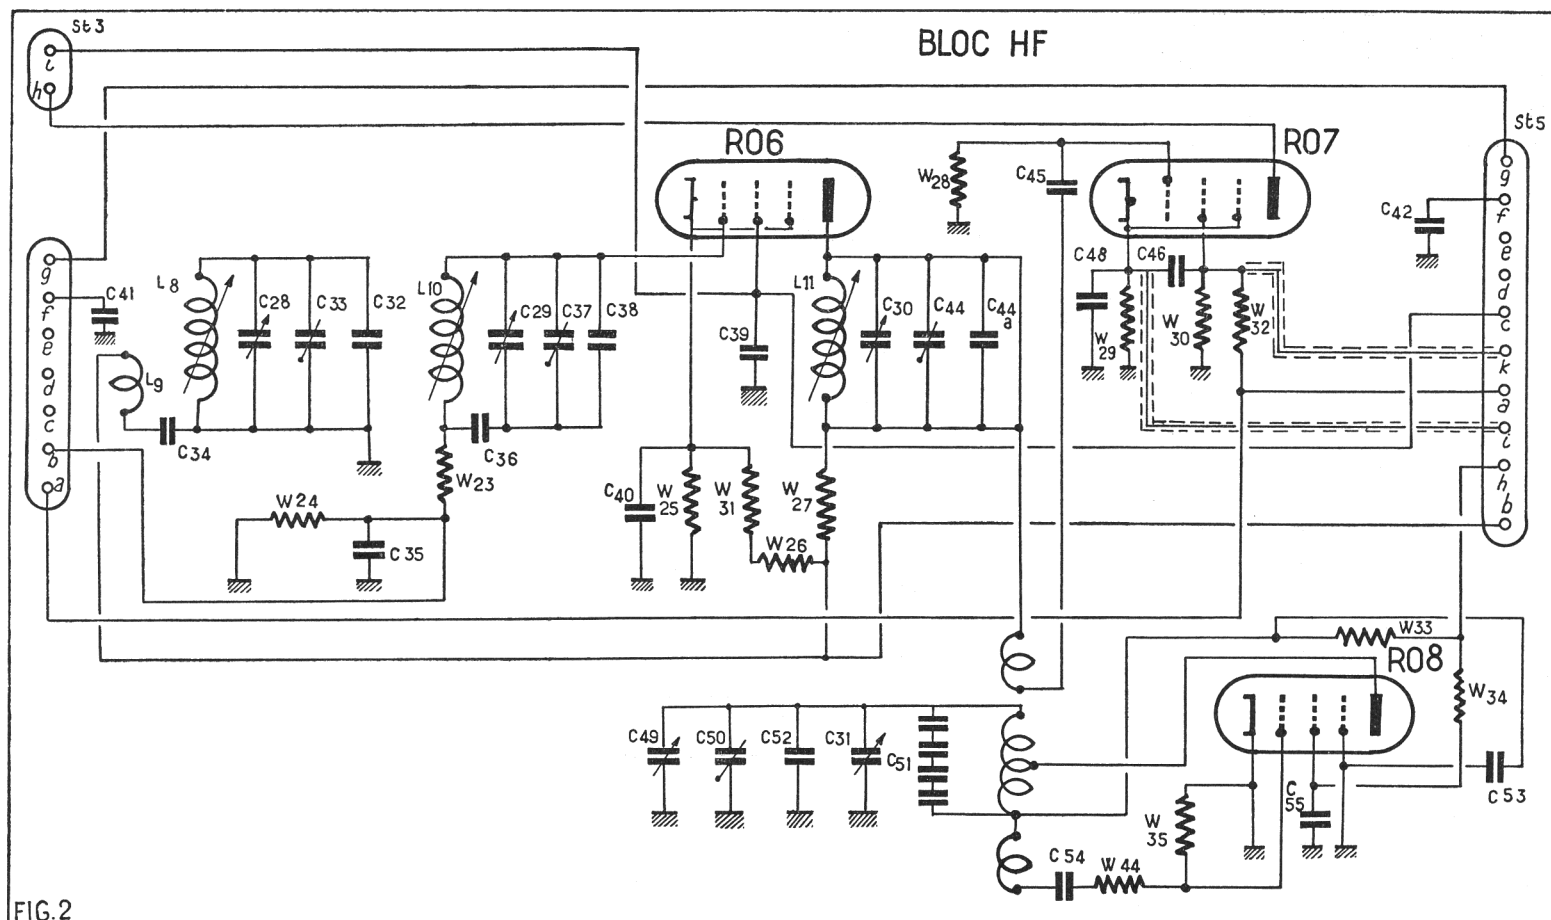 St3
BLOC HF
i
h
St5
R06
R07
g
f
e
d
c
k
a
i
h
b
W28
C45
C42
g
f
e
d
c
b
a
C41
L8
C28
C33
C32
L9
C34
L10
C29
C37
C38
C36
W23
W24
C35
C39
L11
C30
C44
C44a
C48
C46
W29
W30
W32
C40
W25
W31
W27
W26
W33
R08
W34
C49
C50
C52
C31
C51
C53
C55
W35
C54
W44
FIG.2